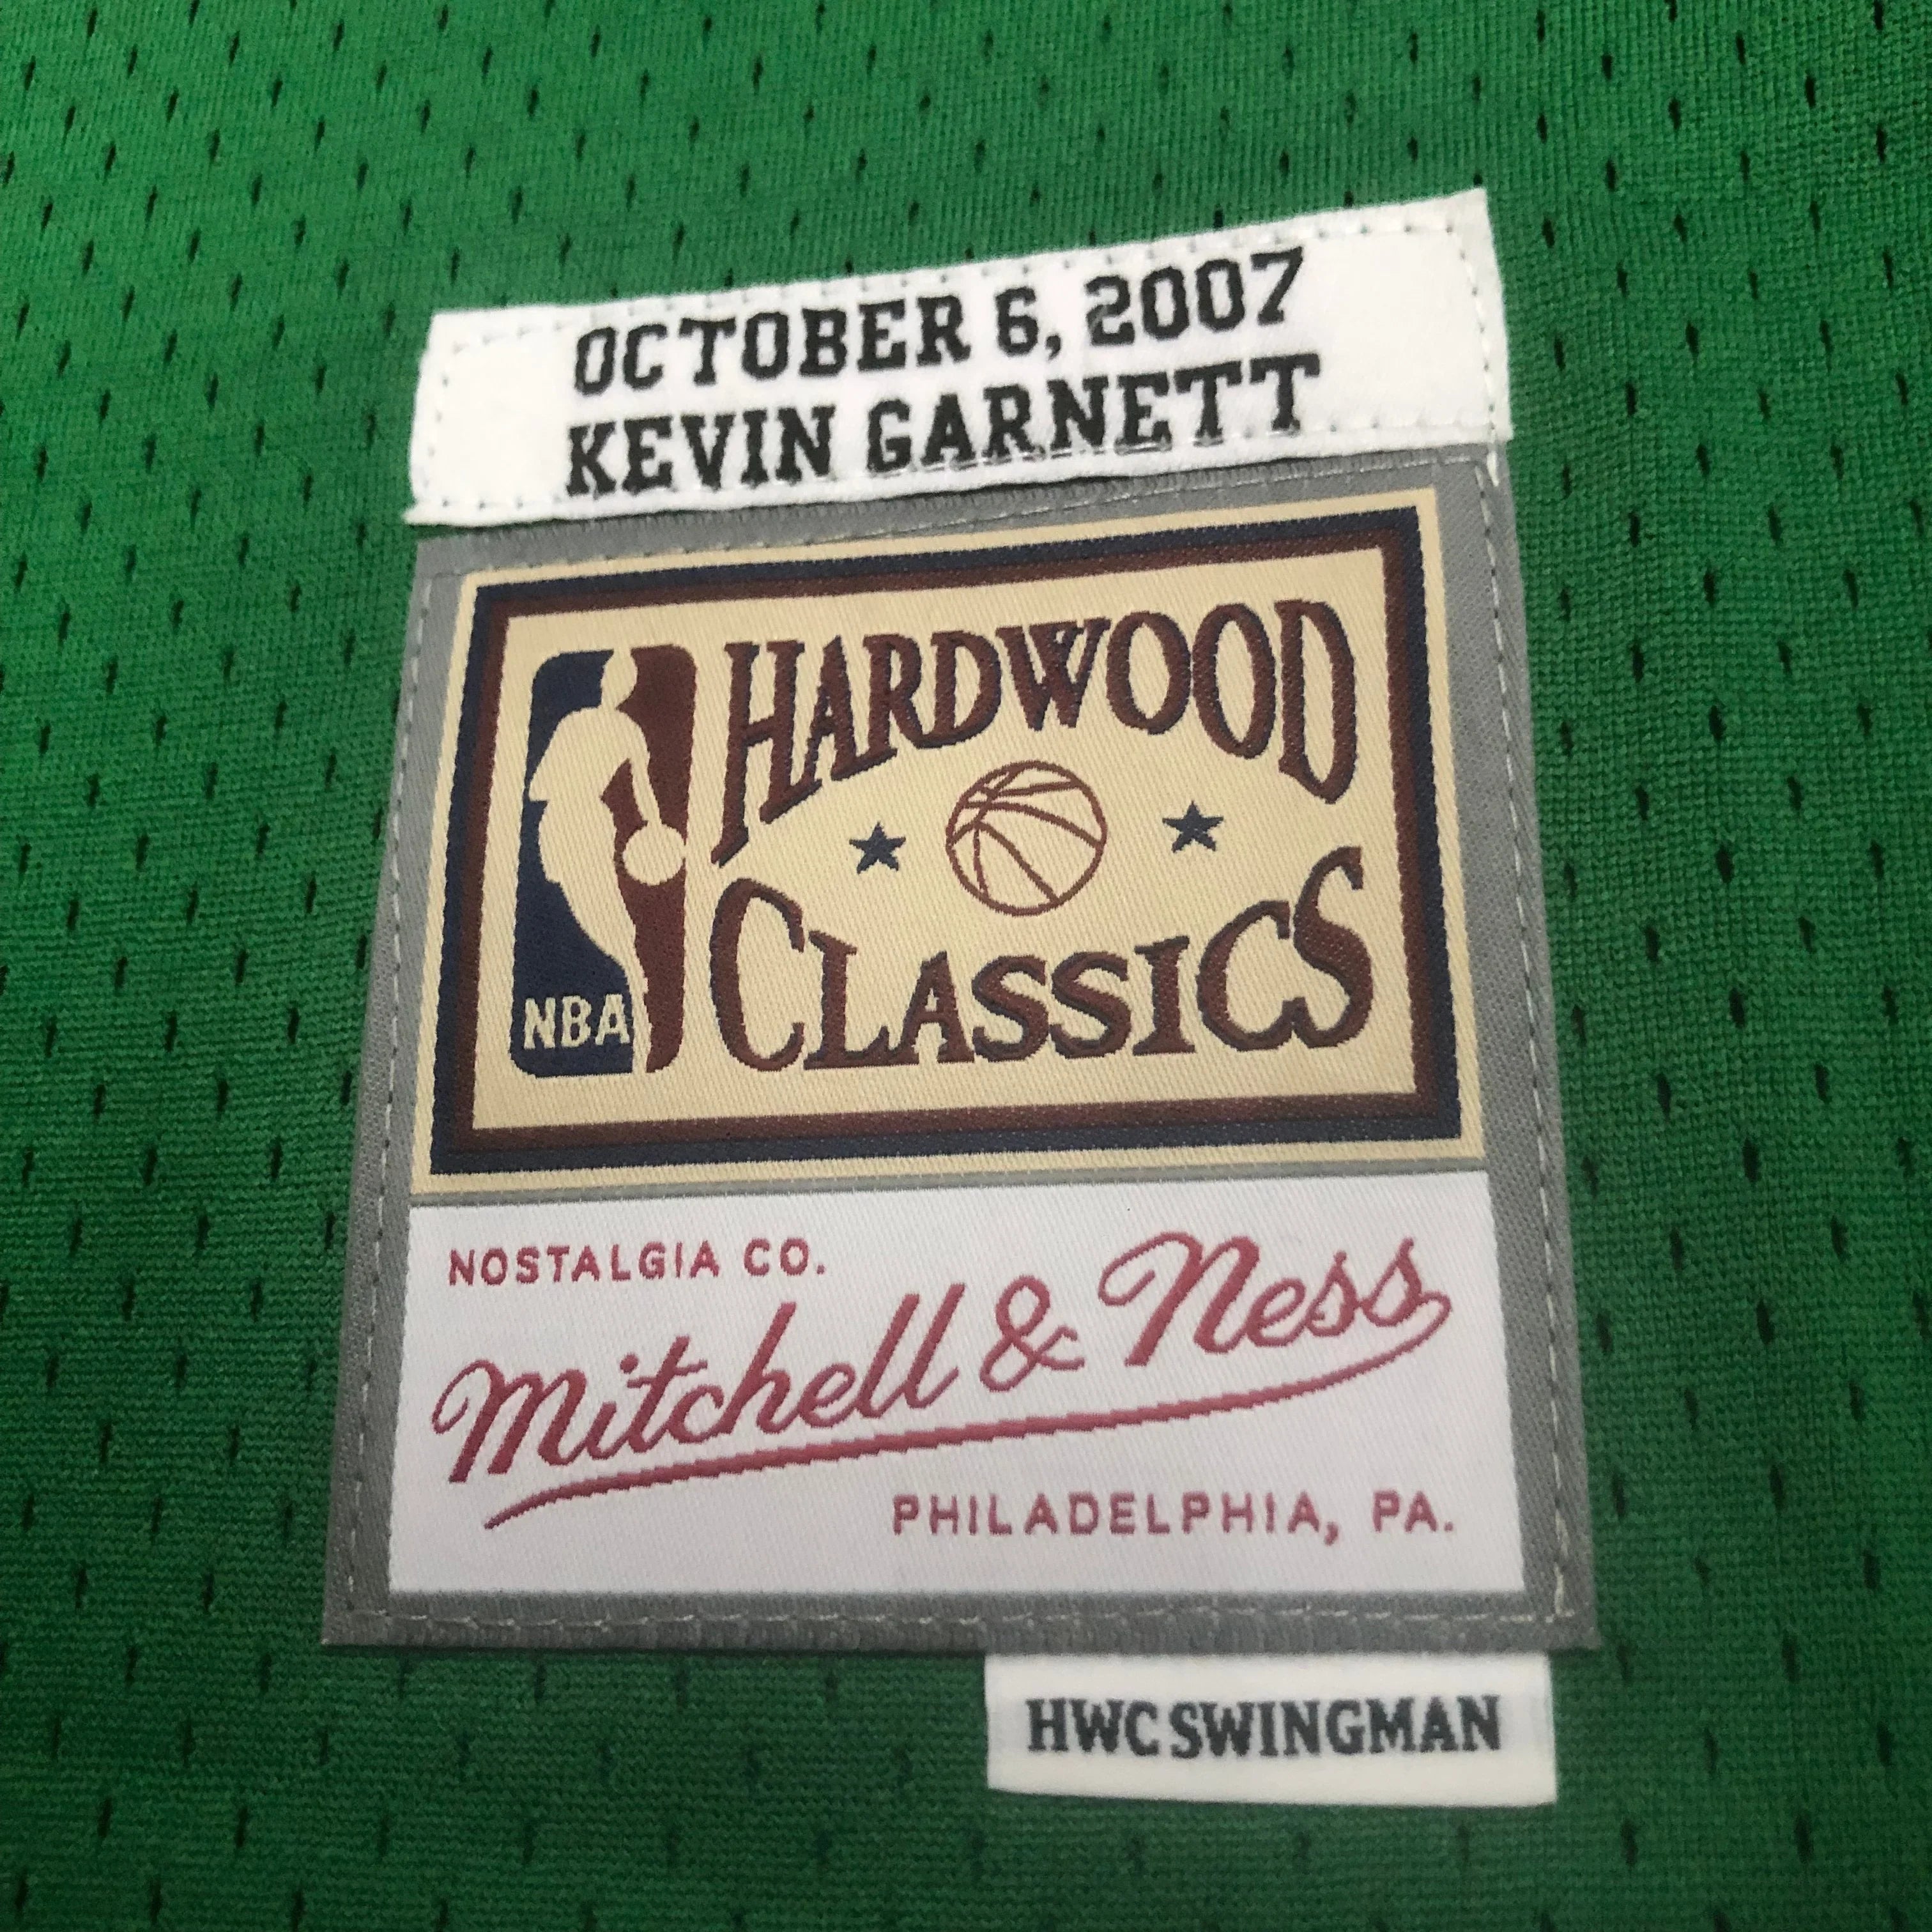 OCTOBER 6, 2007
KEVIN GARNETT
HARDWOOD
CLASSICS
NBA
NOSTALGIA CO.
Mitchell & Ness
PHILADELPHIA, PA.
HWC SWINGMAN